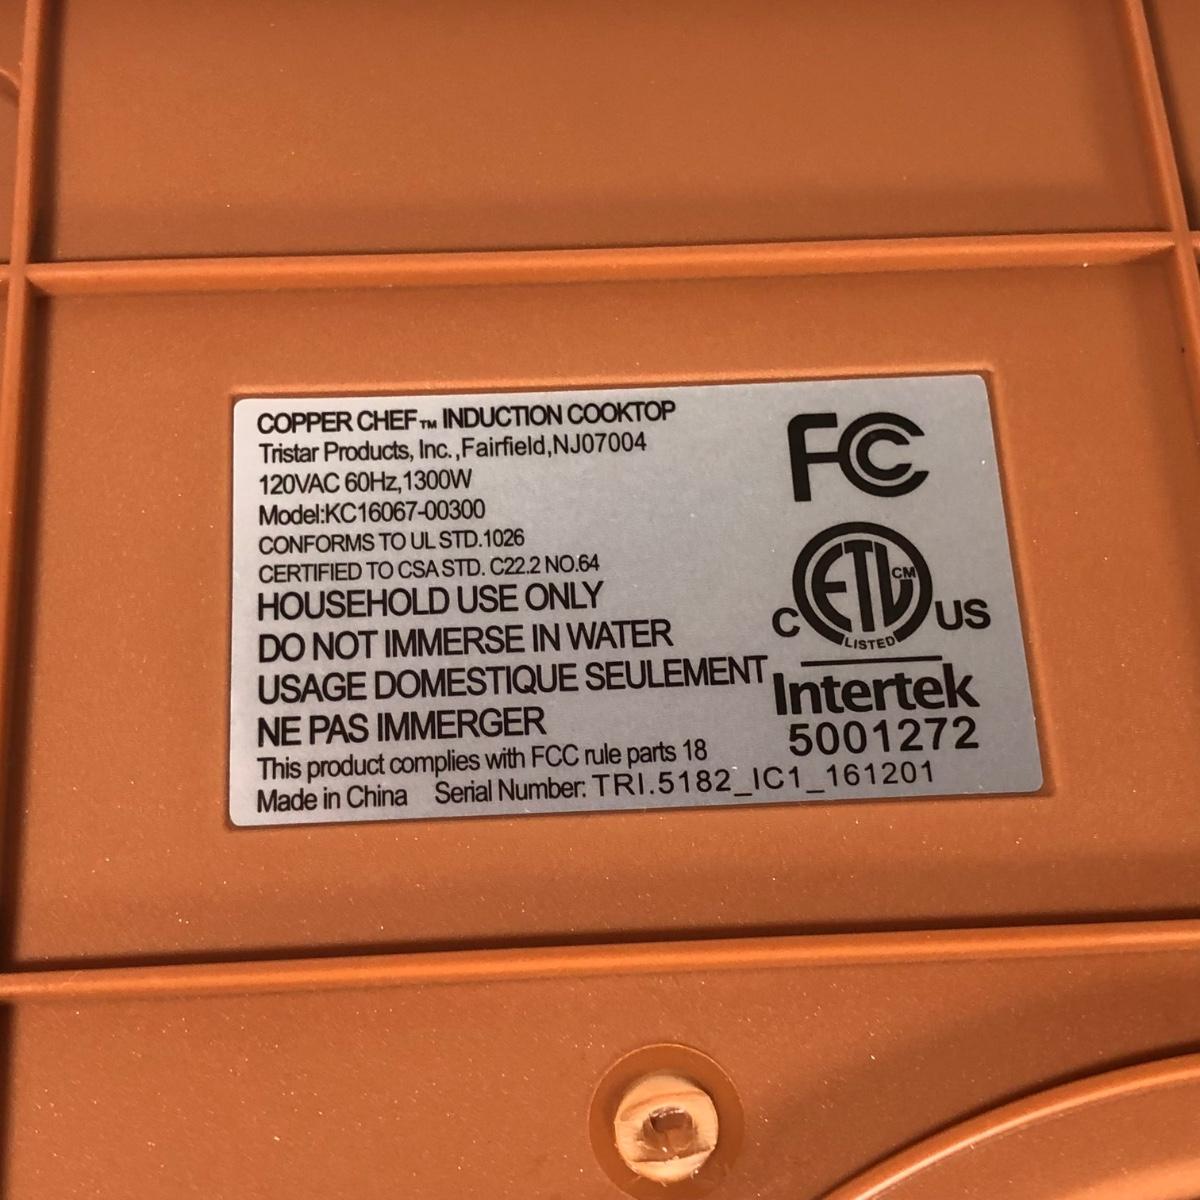 COPPER CHEF™ INDUCTION COOKTOP
Tristar Products, Inc.,Fairfield,NJ07004
120VAC 60Hz,1300W
Model:KC16067-00300
CONFORMS TO UL STD.1026
CERTIFIED TO CSA STD. C22.2 NO.64
HOUSEHOLD USE ONLY
DO NOT IMMERSE IN WATER
USAGE DOMESTIQUE SEULEMENT
NE PAS IMMERGER
This product complies with FCC rule parts 18
Made in China Serial Number: TRI.5182_IC1_161201
FC
C ETL CM US
LISTED
Intertek
5001272